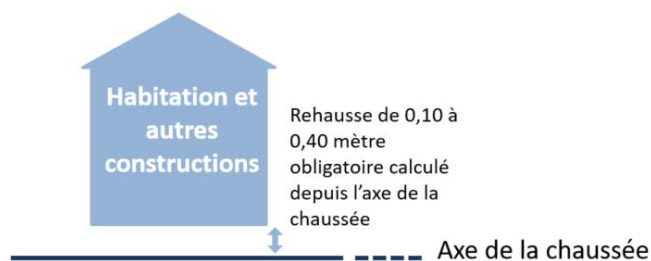 Habitation et
autres
constructions
Rehausse de 0,10 à
0,40 mètre
obligatoire calculé
depuis l'axe de la
chaussée
Axe de la chaussée